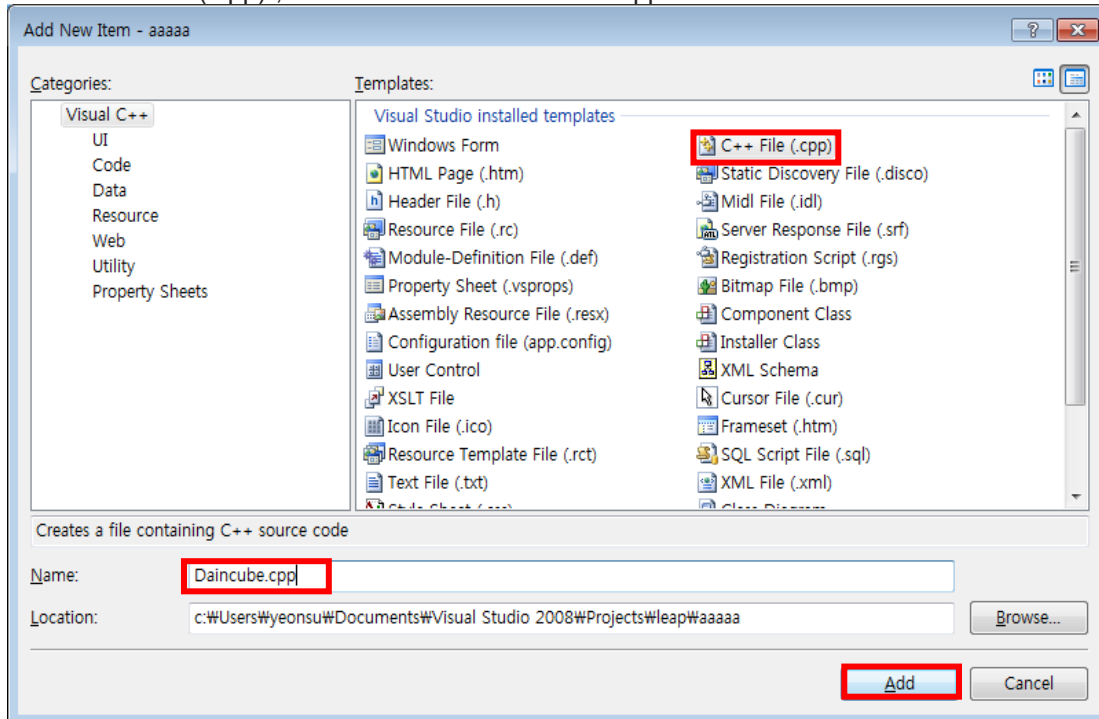 Add New Item - aaaaa
Categories:
Templates:
Visual C++
UI
Code
Data
Resource
Web
Utility
Property Sheets
Visual Studio installed templates
Windows Form
C++ File (.cpp)
HTML Page (.htm)
Static Discovery File (.disco)
Header File (.h)
Midl File (.idl)
Resource File (.rc)
Server Response File (.srf)
Module-Definition File (.def)
Registration Script (.rgs)
Property Sheet (.vsprops)
Bitmap File (.bmp)
Assembly Resource File (.resx)
Component Class
Configuration file (app.config)
Installer Class
User Control
XML Schema
XSLT File
Cursor File (.cur)
Icon File (.ico)
Frameset (.htm)
Resource Template File (.rct)
SQL Script File (.sql)
Text File (.txt)
XML File (.xml)
Creates a file containing C++ source code
Name:
Daincube.cpp
Location:
c:₩Users₩yeonsu₩Documents₩Visual Studio 2008₩Projects₩leap₩aaaaa
Browse...
Add
Cancel